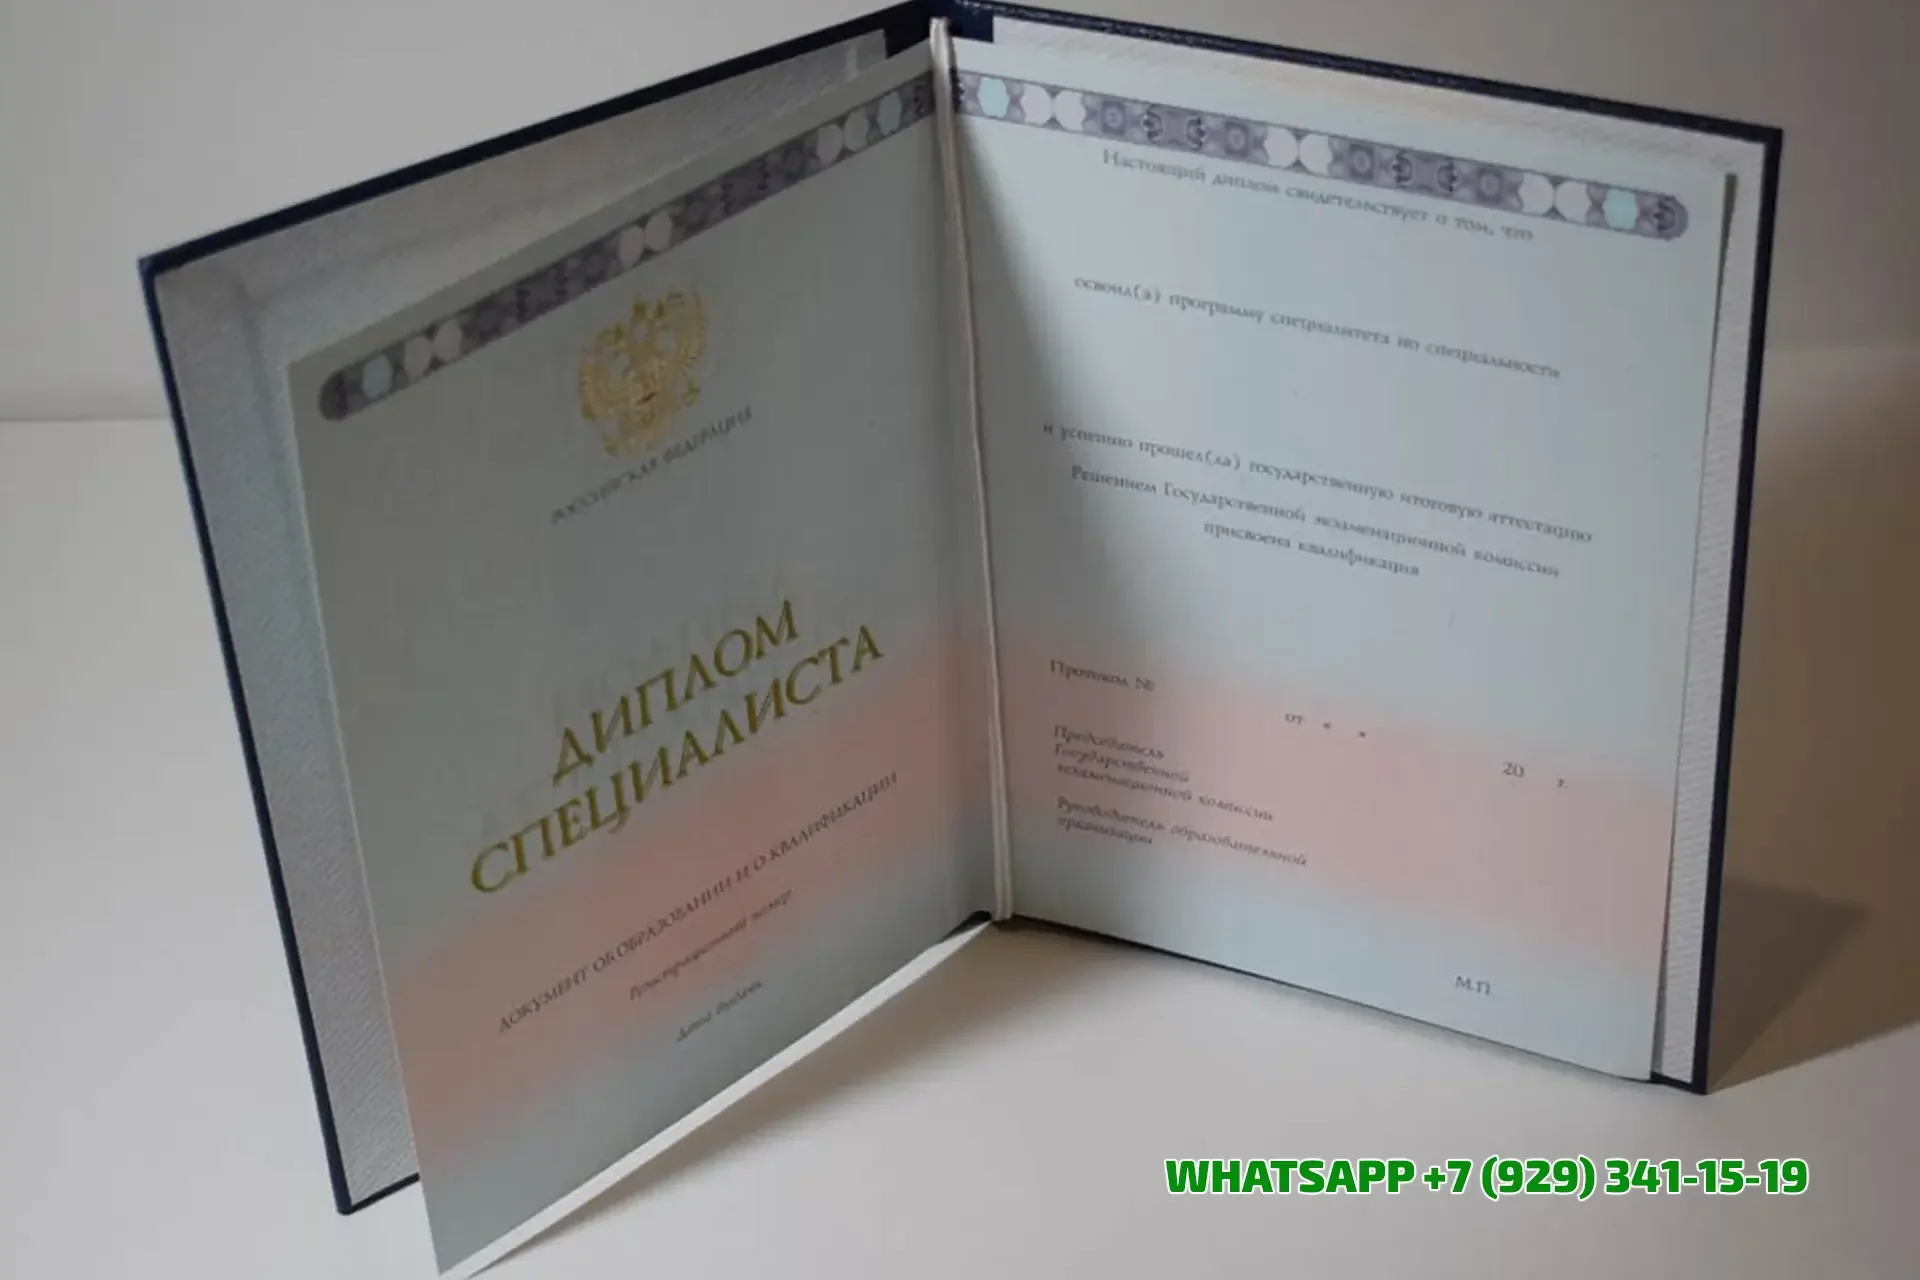 РОССИЙСКАЯ ФЕДЕРАЦИЯ
ДИПЛОМ
СПЕЦИАЛИСТА
ДОКУМЕНТ ОБ ОБРАЗОВАНИИ И О КВАЛИФИКАЦИИ
Регистрационный номер
Дата выдачи
Настоящий диплом свидетельствует о том, что
освоил(а) программу специалитета по специальности
и успешно прошел(ла) государственную итоговую аттестацию
Решением Государственной экзаменационной комиссии
присвоена квалификация
Протокол №
от « » 20 г.
Председатель
Государственной
экзаменационной комиссии
Руководитель образовательной
организации
М.П.
WHATSAPP +7 (929) 341-15-19